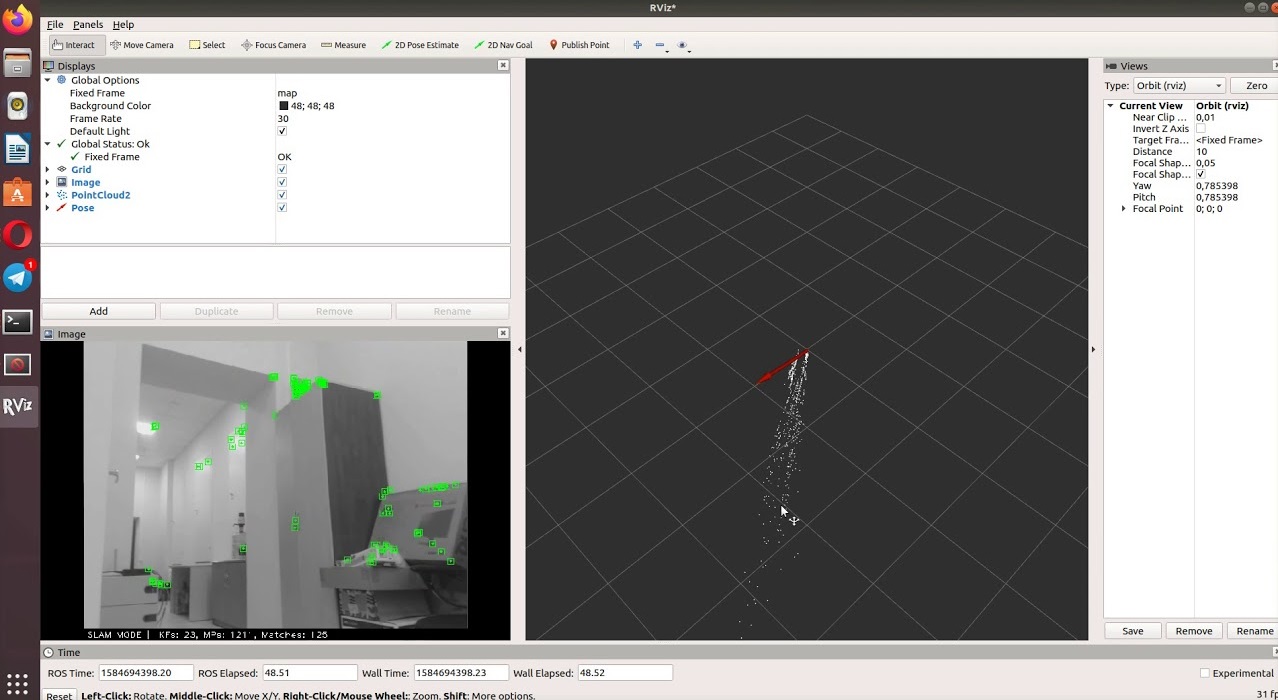 RViz*
File Panels Help
Interact Move Camera Select Focus Camera Measure 2D Pose Estimate 2D Nav Goal Publish Point
Displays
Global Options
Fixed Frame map
Background Color 48; 48; 48
Frame Rate 30
Default Light
Global Status: Ok
Fixed Frame OK
Grid
Image
PointCloud2
Pose
Add Duplicate Remove Rename
Image
SLAM MODE | KFs: 23, MPs: Matches: 125
Views
Type: Orbit (rviz) Zero
Current View Orbit (rviz)
Near Clip ... 0,01
Invert Z Axis
Target Fra... <Fixed Frame>
Distance 10
Focal Shap... 0,05
Focal Shap...
Yaw 0,785398
Pitch 0,785398
Focal Point 0; 0; 0
Save Remove Rename
Time
ROS Time: 1584694398.20 ROS Elapsed: 48.51 Wall Time: 1584694398.23 Wall Elapsed: 48.52 Experimental
Reset Left-Click: Rotate. Middle-Click: Move X/Y. Right-Click/Mouse Wheel:: Zoom. Shift: More options. 31 fp
1
RViz